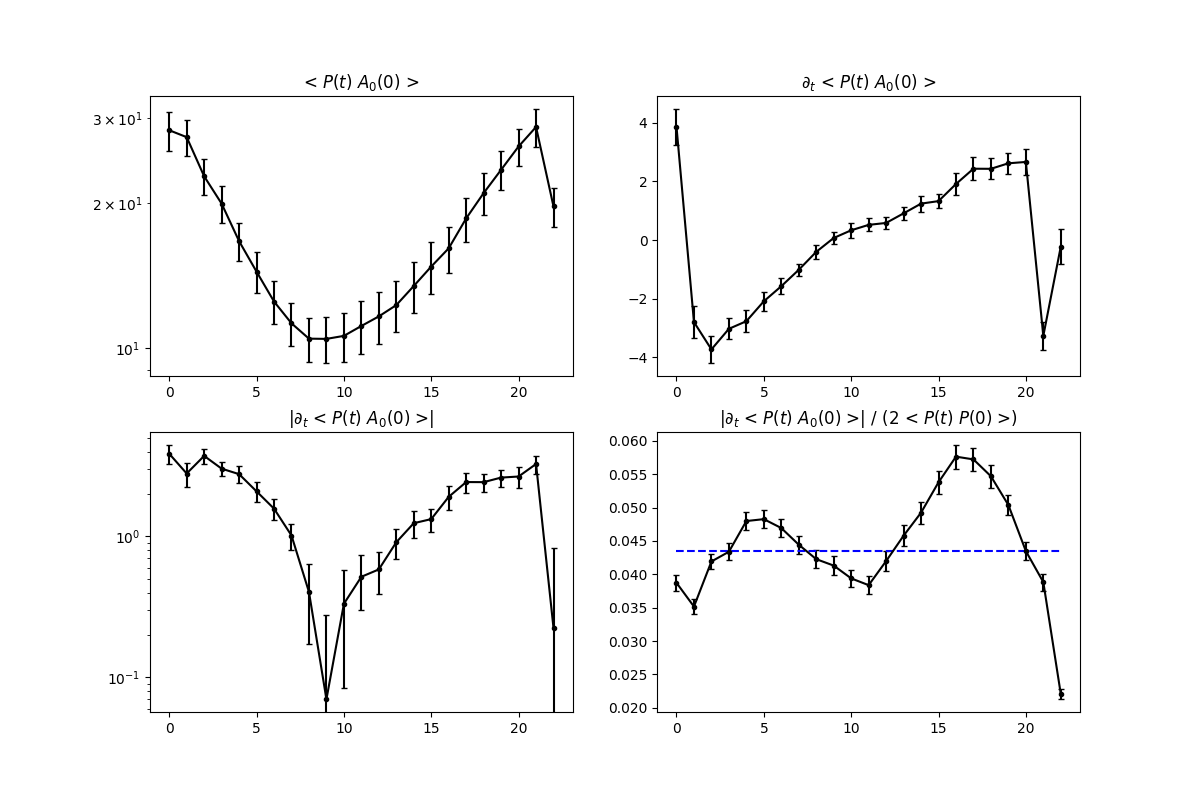 < P(t) A₀(0) >
3 × 10¹
2 × 10¹
10¹
0 5 10 15 20
∂ₜ < P(t) A₀(0) >
4
2
0
−2
−4
0 5 10 15 20
|∂ₜ < P(t) A₀(0) >|
10⁰
10⁻¹
0 5 10 15 20
|∂ₜ < P(t) A₀(0) >| / (2 < P(t) P(0) >)
0.060
0.055
0.050
0.045
0.040
0.035
0.030
0.025
0.020
0 5 10 15 20